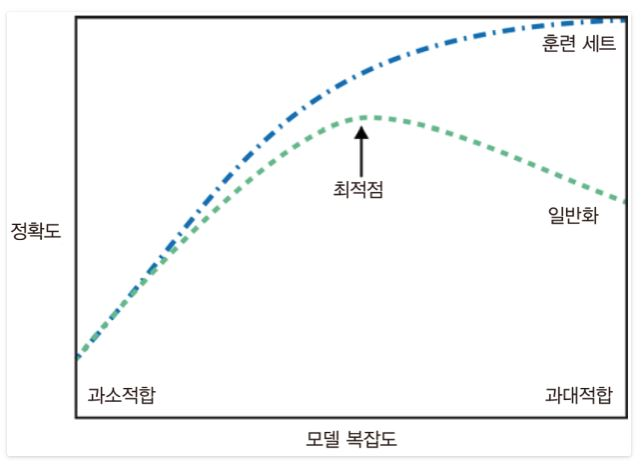 훈련 세트
최적점
일반화
정확도
과소적합
과대적합
모델 복잡도